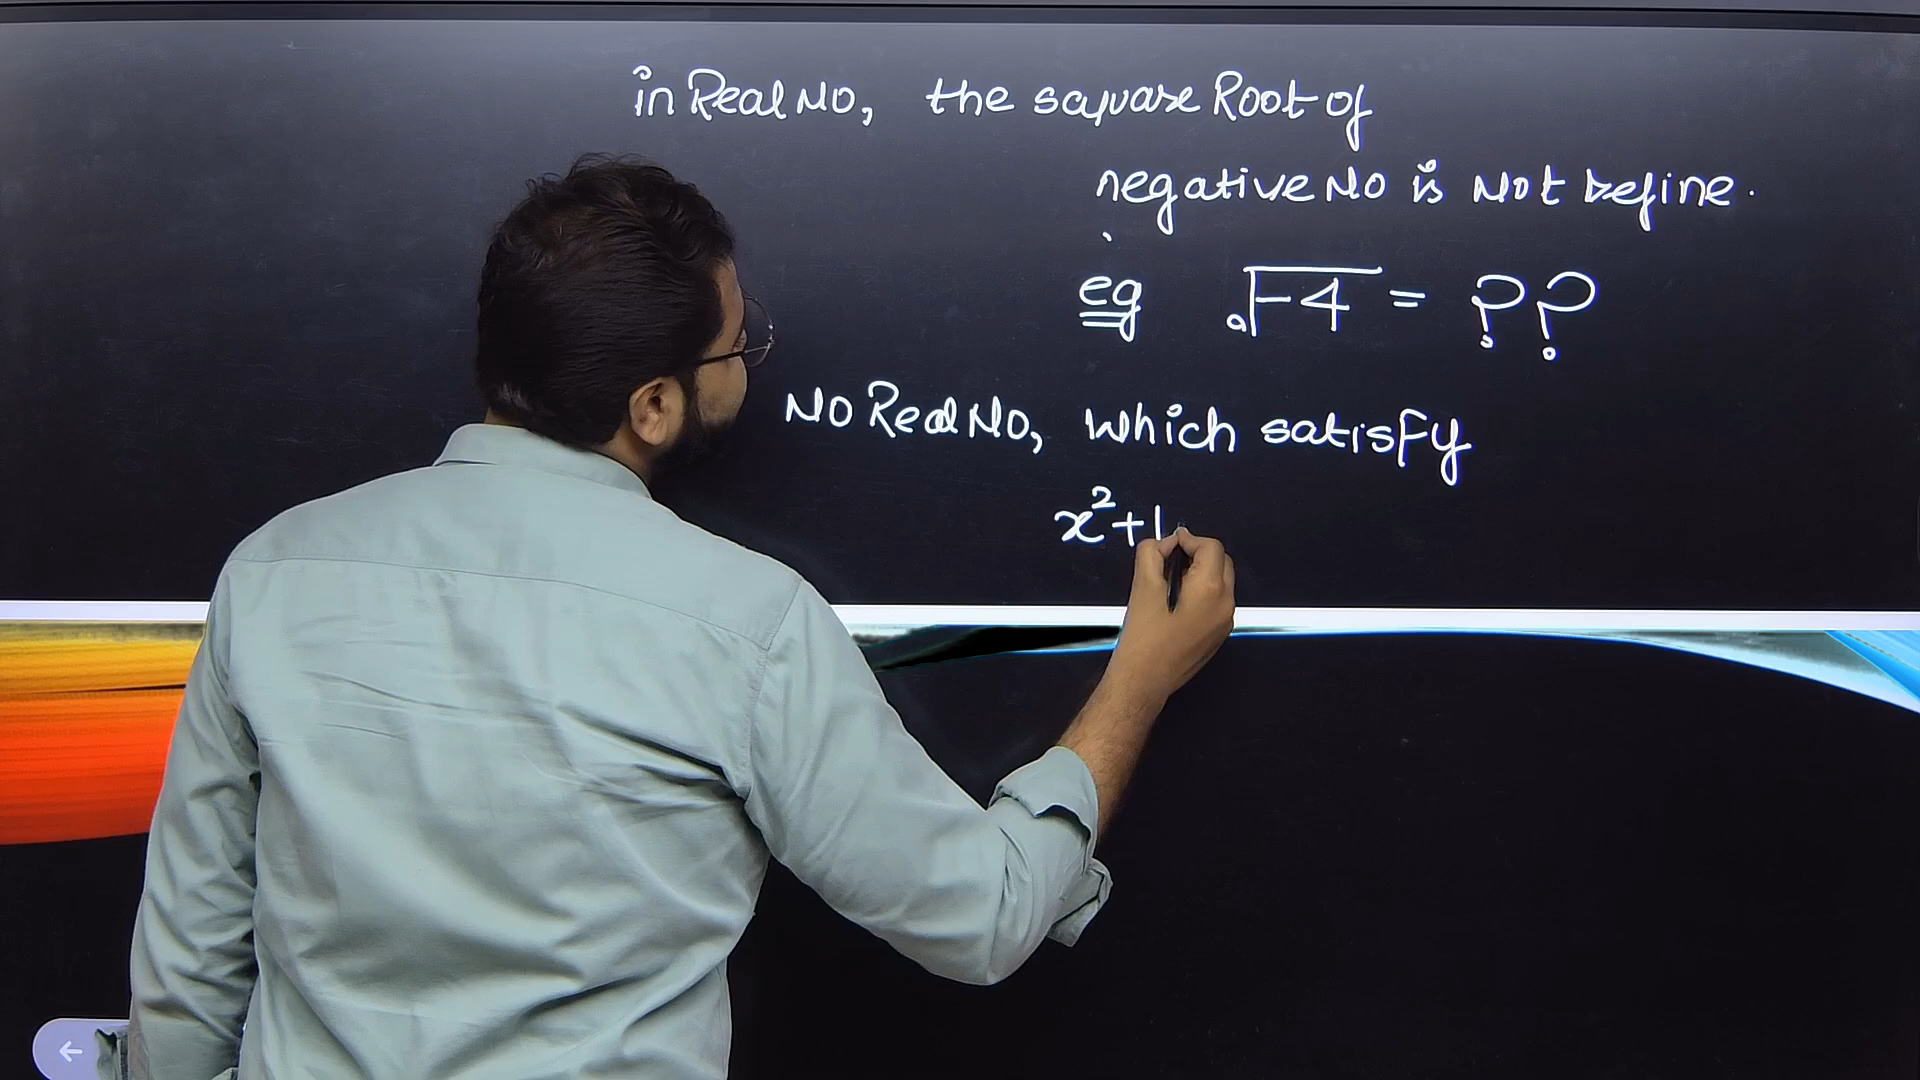 in Real NO, the square Root of
negative NO is Not Define.
eg √-4 = ??
NO Real NO, which satisfy
x²+1